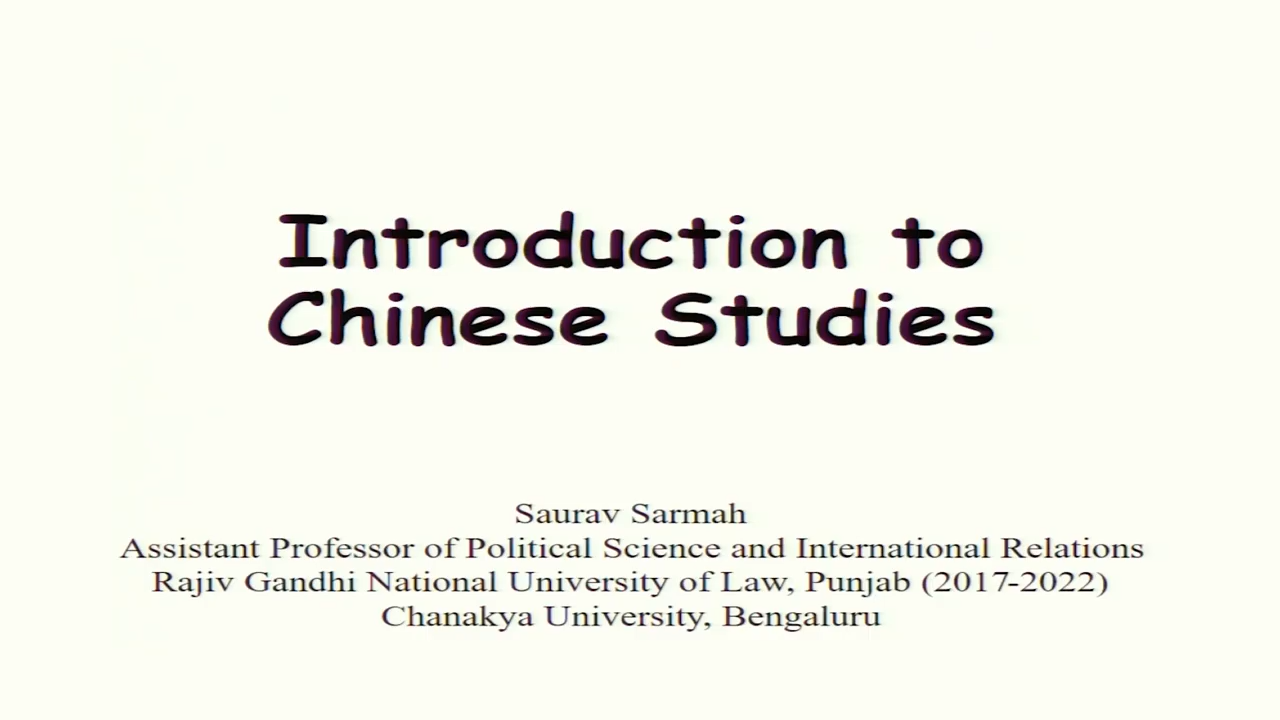 Introduction to
Chinese Studies
Saurav Sarmah
Assistant Professor of Political Science and International Relations
Rajiv Gandhi National University of Law, Punjab (2017-2022)
Chanakya University, Bengaluru